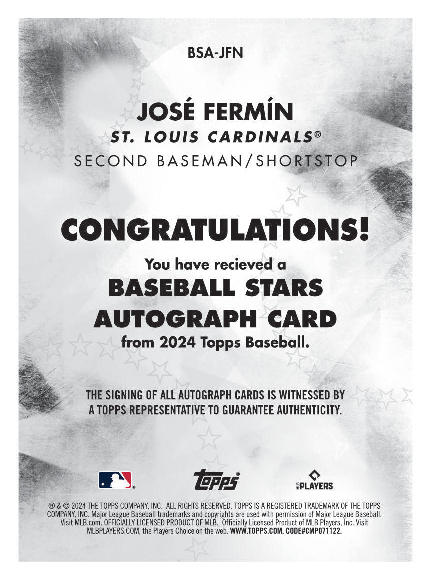 BSA-JFN
JOSÉ FERMÍN
ST. LOUIS CARDINALS®
SECOND BASEMAN/SHORTSTOP
CONGRATULATIONS!
You have recieved a
BASEBALL STARS
AUTOGRAPH CARD
from 2024 Topps Baseball.
THE SIGNING OF ALL AUTOGRAPH CARDS IS WITNESSED BY
A TOPPS REPRESENTATIVE TO GUARANTEE AUTHENTICITY.
topps
PLAYERS
® & © 2024 THE TOPPS COMPANY, INC. ALL RIGHTS RESERVED. TOPPS IS A REGISTERED TRADEMARK OF THE TOPPS
COMPANY, INC. Major League Baseball trademarks and copyrights are used with permission of Major League Baseball.
Visit MLB.com. OFFICIALLY LICENSED PRODUCT OF MLB. Officially Licensed Product of MLB Players, Inc. Visit
MLBPLAYERS.COM, the Players Choice on the web. WWW.TOPPS.COM. CODE#CMP071122.